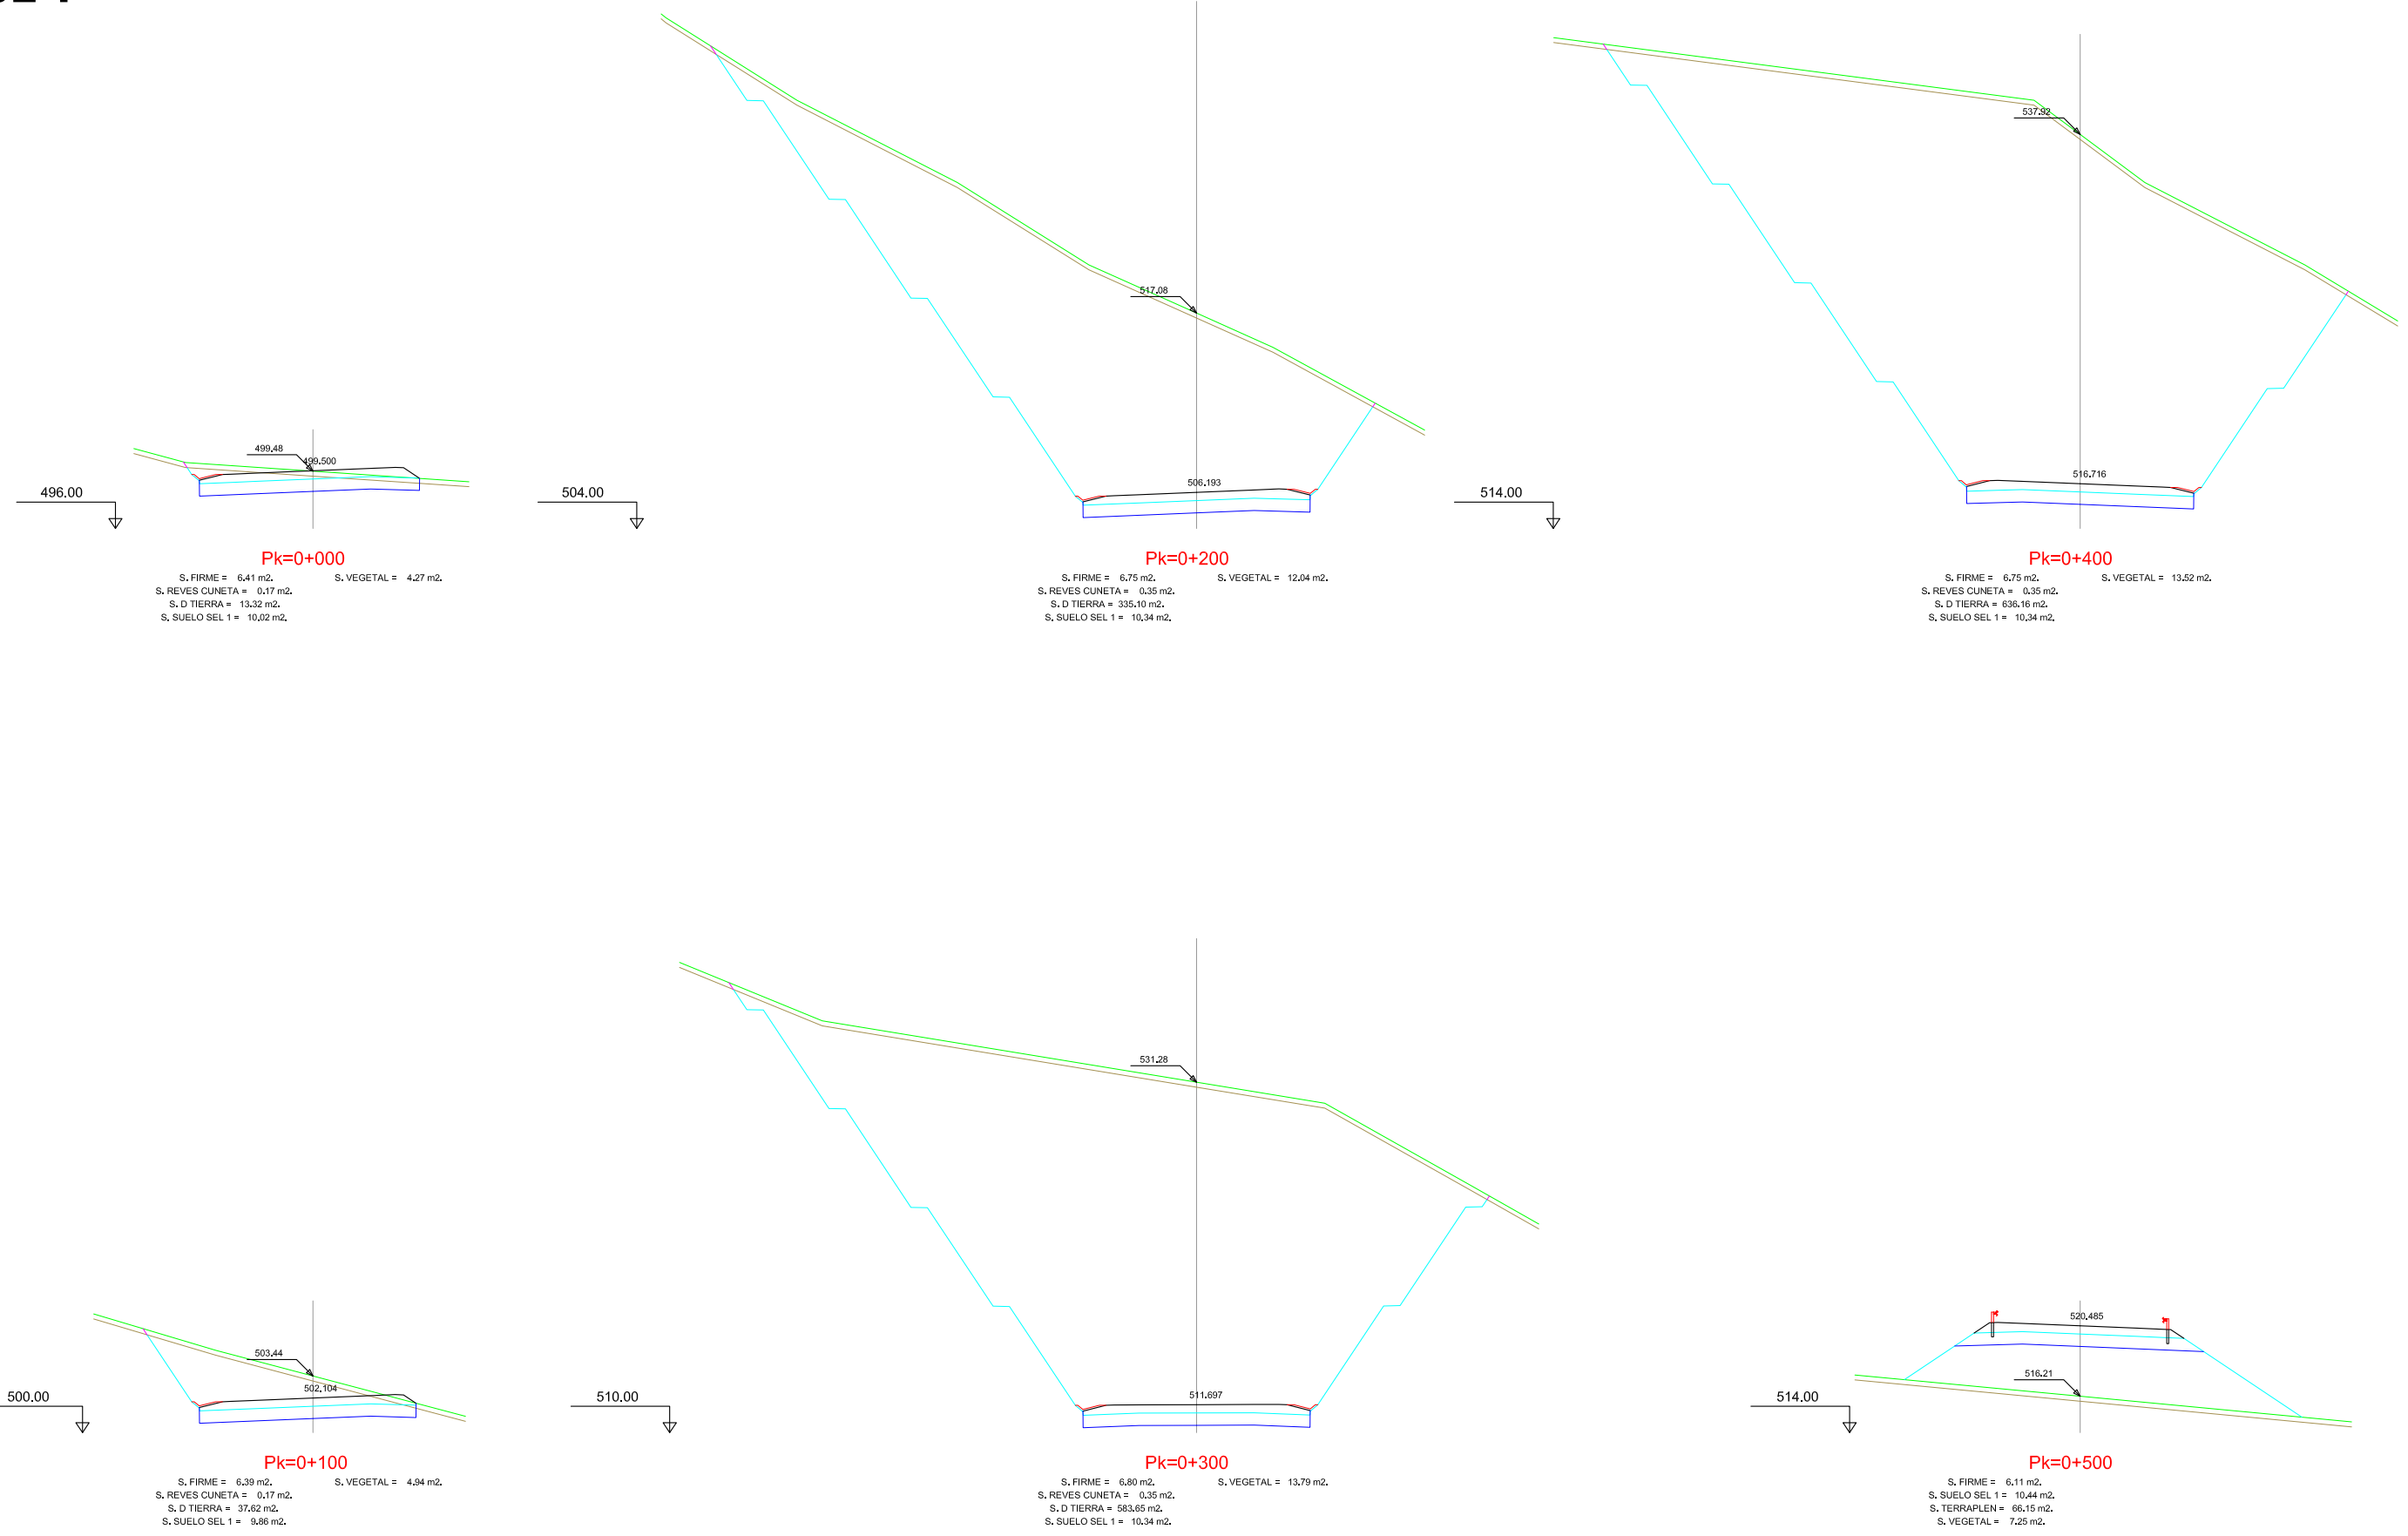 499.48
499.500
496.00
Pk=0+000
S. FIRME = 6.41 m2. S. VEGETAL = 4.27 m2.
S. REVES CUNETA = 0.17 m2.
S. D TIERRA = 13.32 m2.
S. SUELO SEL 1 = 10.02 m2.
517.08
506.193
504.00
Pk=0+200
S. FIRME = 6.75 m2. S. VEGETAL = 12.04 m2.
S. REVES CUNETA = 0.35 m2.
S. D TIERRA = 335.10 m2.
S. SUELO SEL 1 = 10.34 m2.
537.92
516.716
514.00
Pk=0+400
S. FIRME = 6.75 m2. S. VEGETAL = 13.52 m2.
S. REVES CUNETA = 0.35 m2.
S. D TIERRA = 636.16 m2.
S. SUELO SEL 1 = 10.34 m2.
503.44
502.104
500.00
Pk=0+100
S. FIRME = 6.39 m2. S. VEGETAL = 4.94 m2.
S. REVES CUNETA = 0.17 m2.
S. D TIERRA = 37.62 m2.
S. SUELO SEL 1 = 9.86 m2.
531.28
511.697
510.00
Pk=0+300
S. FIRME = 6.80 m2. S. VEGETAL = 13.79 m2.
S. REVES CUNETA = 0.35 m2.
S. D TIERRA = 583.65 m2.
S. SUELO SEL 1 = 10.34 m2.
520.485
516.21
514.00
Pk=0+500
S. FIRME = 6.11 m2.
S. SUELO SEL 1 = 10.44 m2.
S. TERRAPLEN = 66.15 m2.
S. VEGETAL = 7.25 m2.